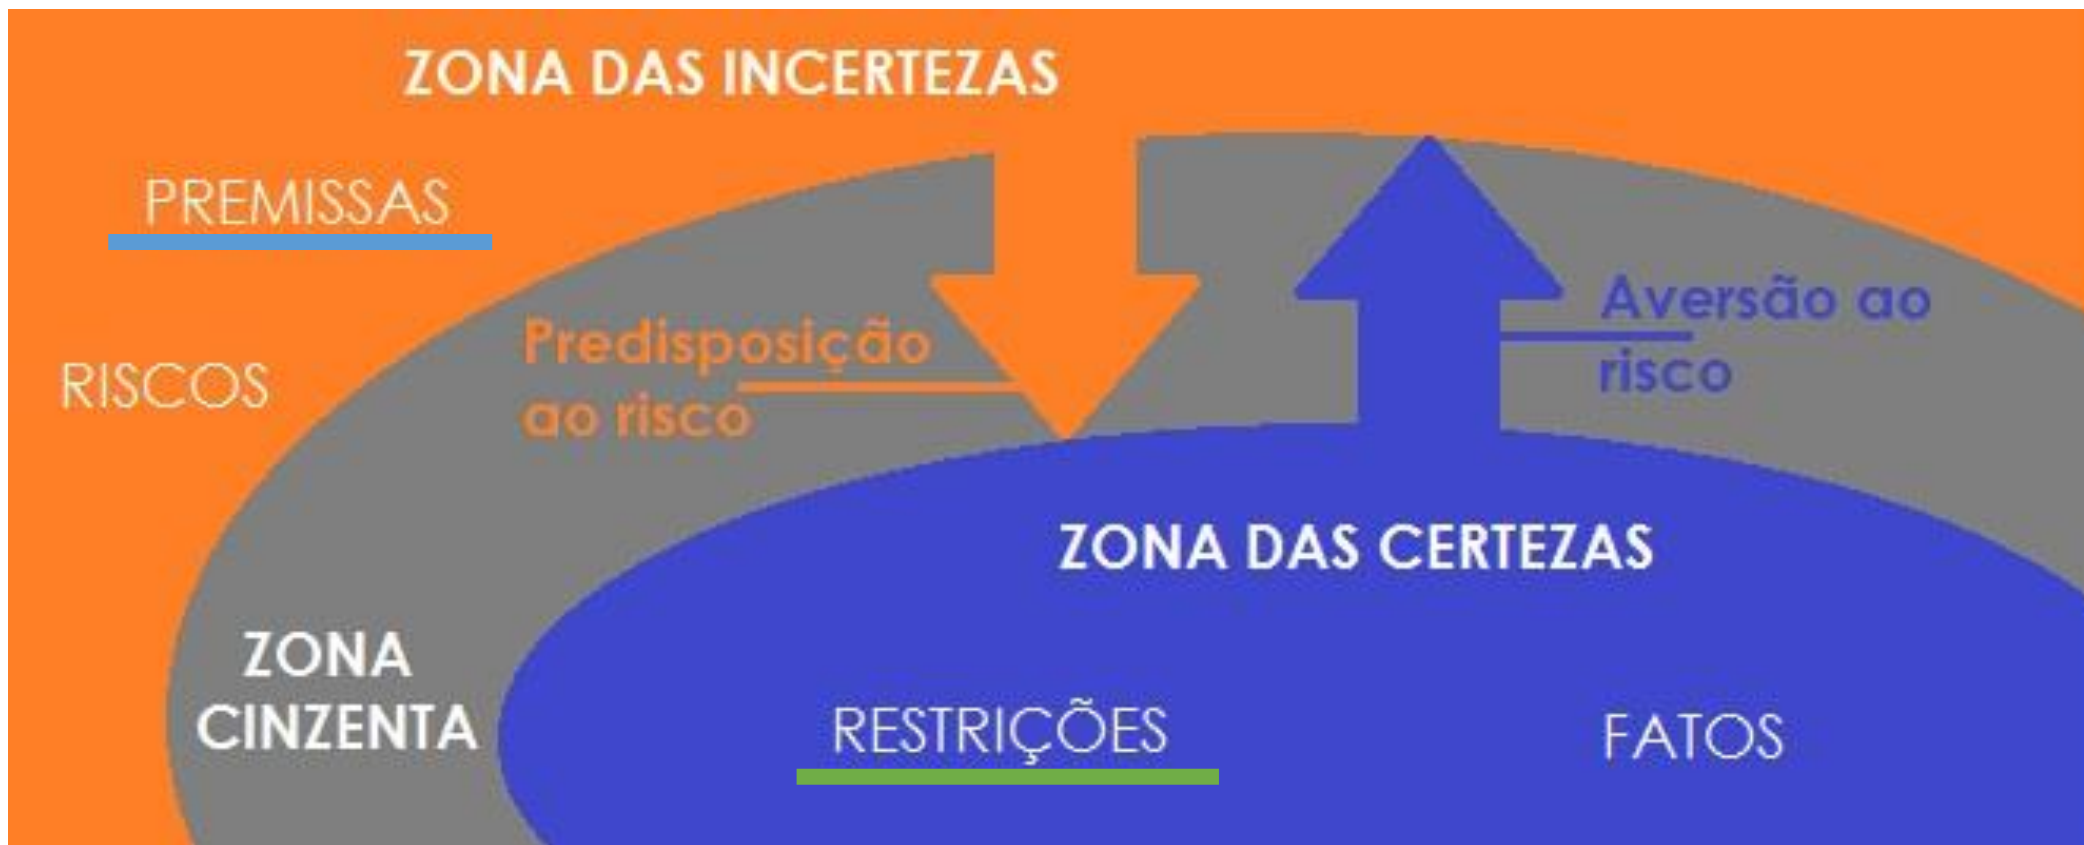 ZONA DAS INCERTEZAS
PREMISSAS
RISCOS
Predisposição
ao risco
Aversão ao
risco
ZONA DAS CERTEZAS
ZONA
CINZENTA
RESTRIÇÕES
FATOS